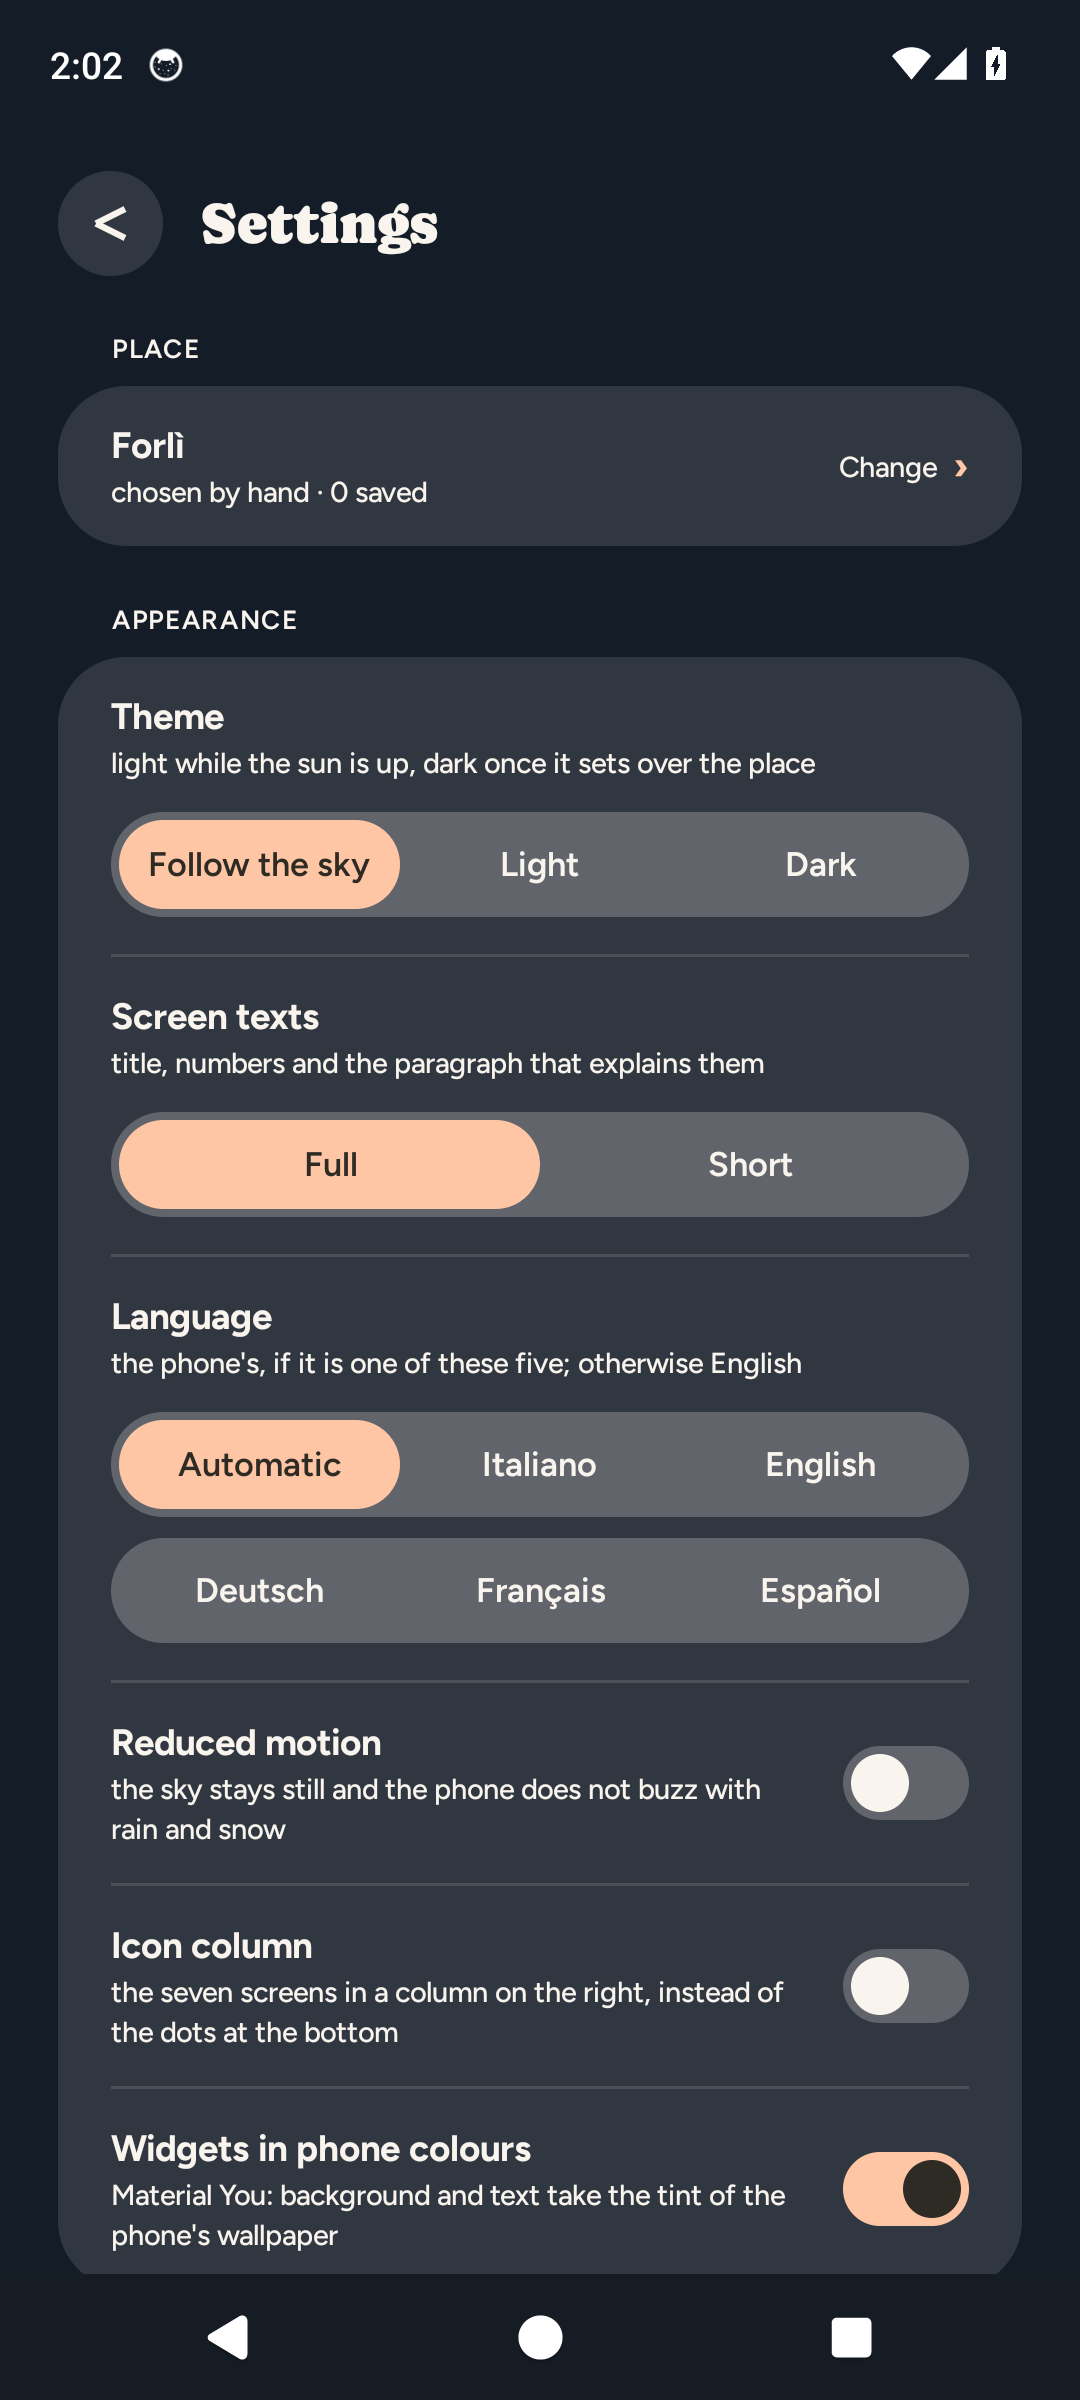 2:02
Settings
PLACE
Forlì
chosen by hand · 0 saved
Change ›
APPEARANCE
Theme
light while the sun is up, dark once it sets over the place
Follow the sky
Light
Dark
Screen texts
title, numbers and the paragraph that explains them
Full
Short
Language
the phone's, if it is one of these five; otherwise English
Automatic
Italiano
English
Deutsch
Français
Español
Reduced motion
the sky stays still and the phone does not buzz with
rain and snow
Icon column
the seven screens in a column on the right, instead of
the dots at the bottom
Widgets in phone colours
Material You: background and text take the tint of the
phone's wallpaper